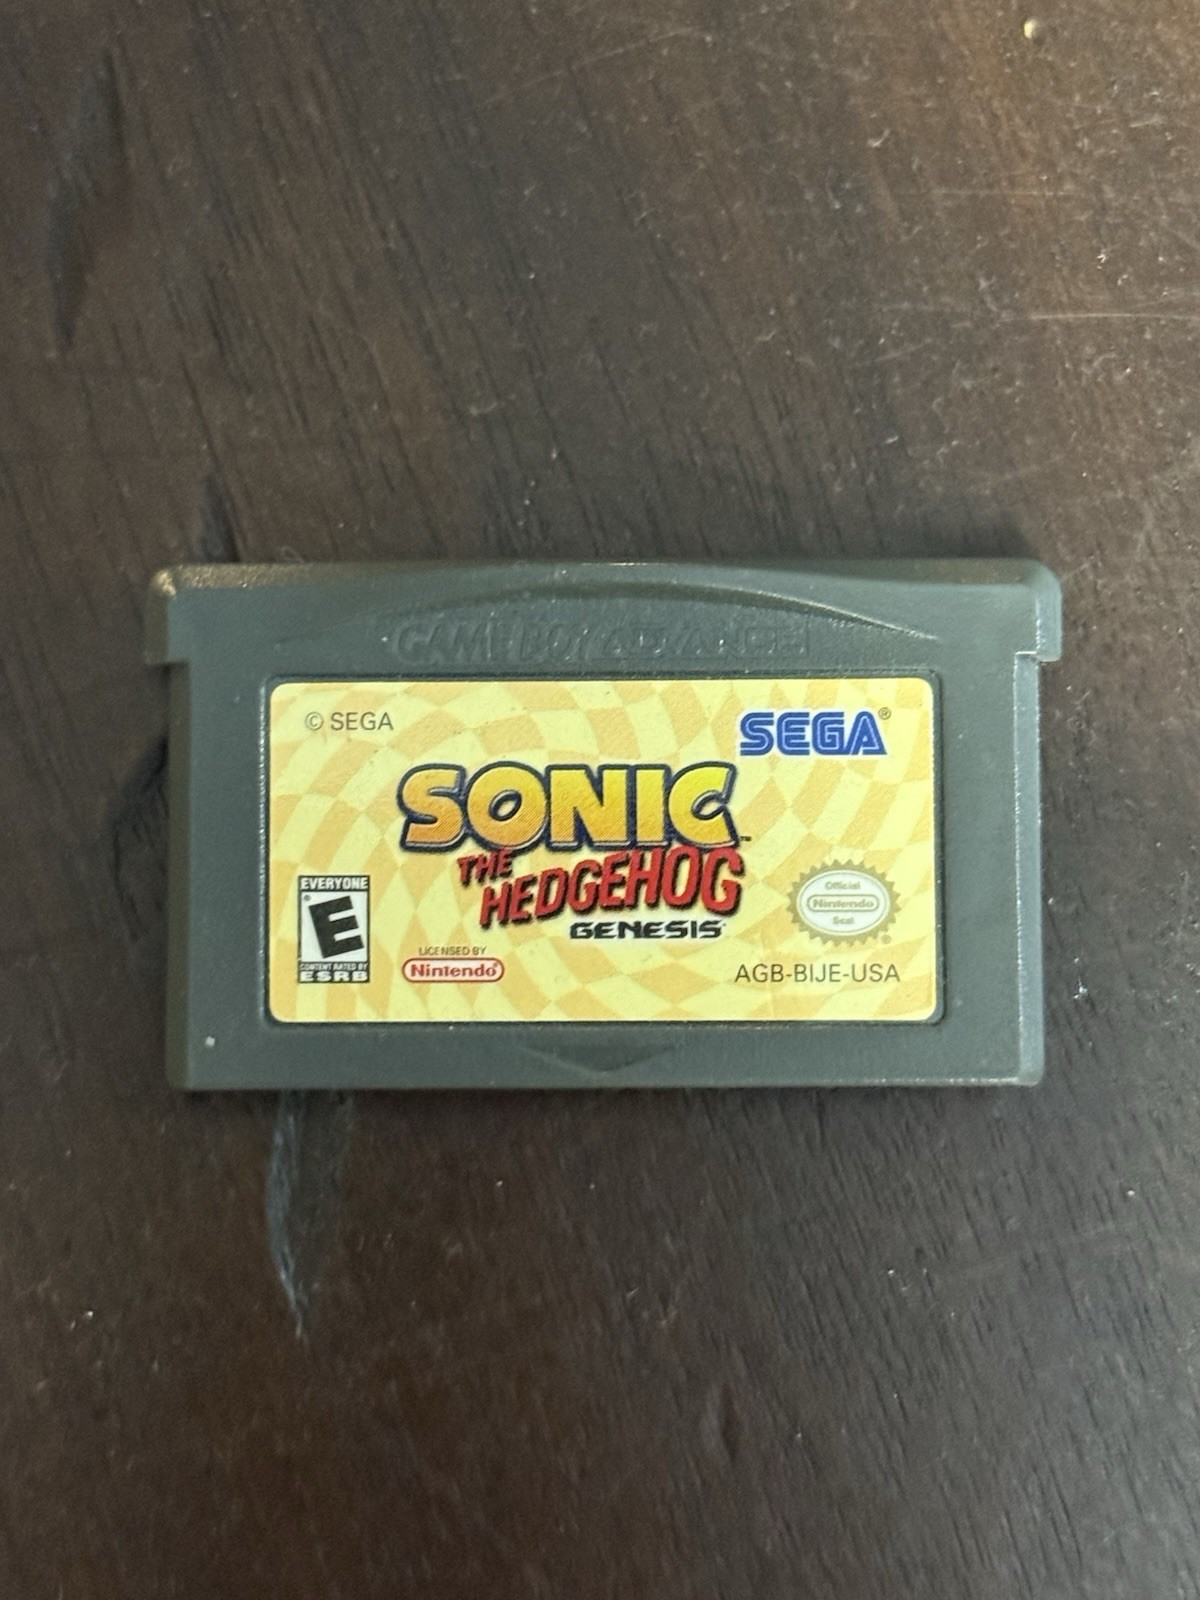 GAME BOY ADVANCE
© SEGA
SEGA®
SONIC™
THE
HEDGEHOG
GENESIS
EVERYONE
E
CONTENT RATED BY
ESRB
LICENSED BY
Nintendo®
Official
Nintendo
Seal
AGB-BIJE-USA